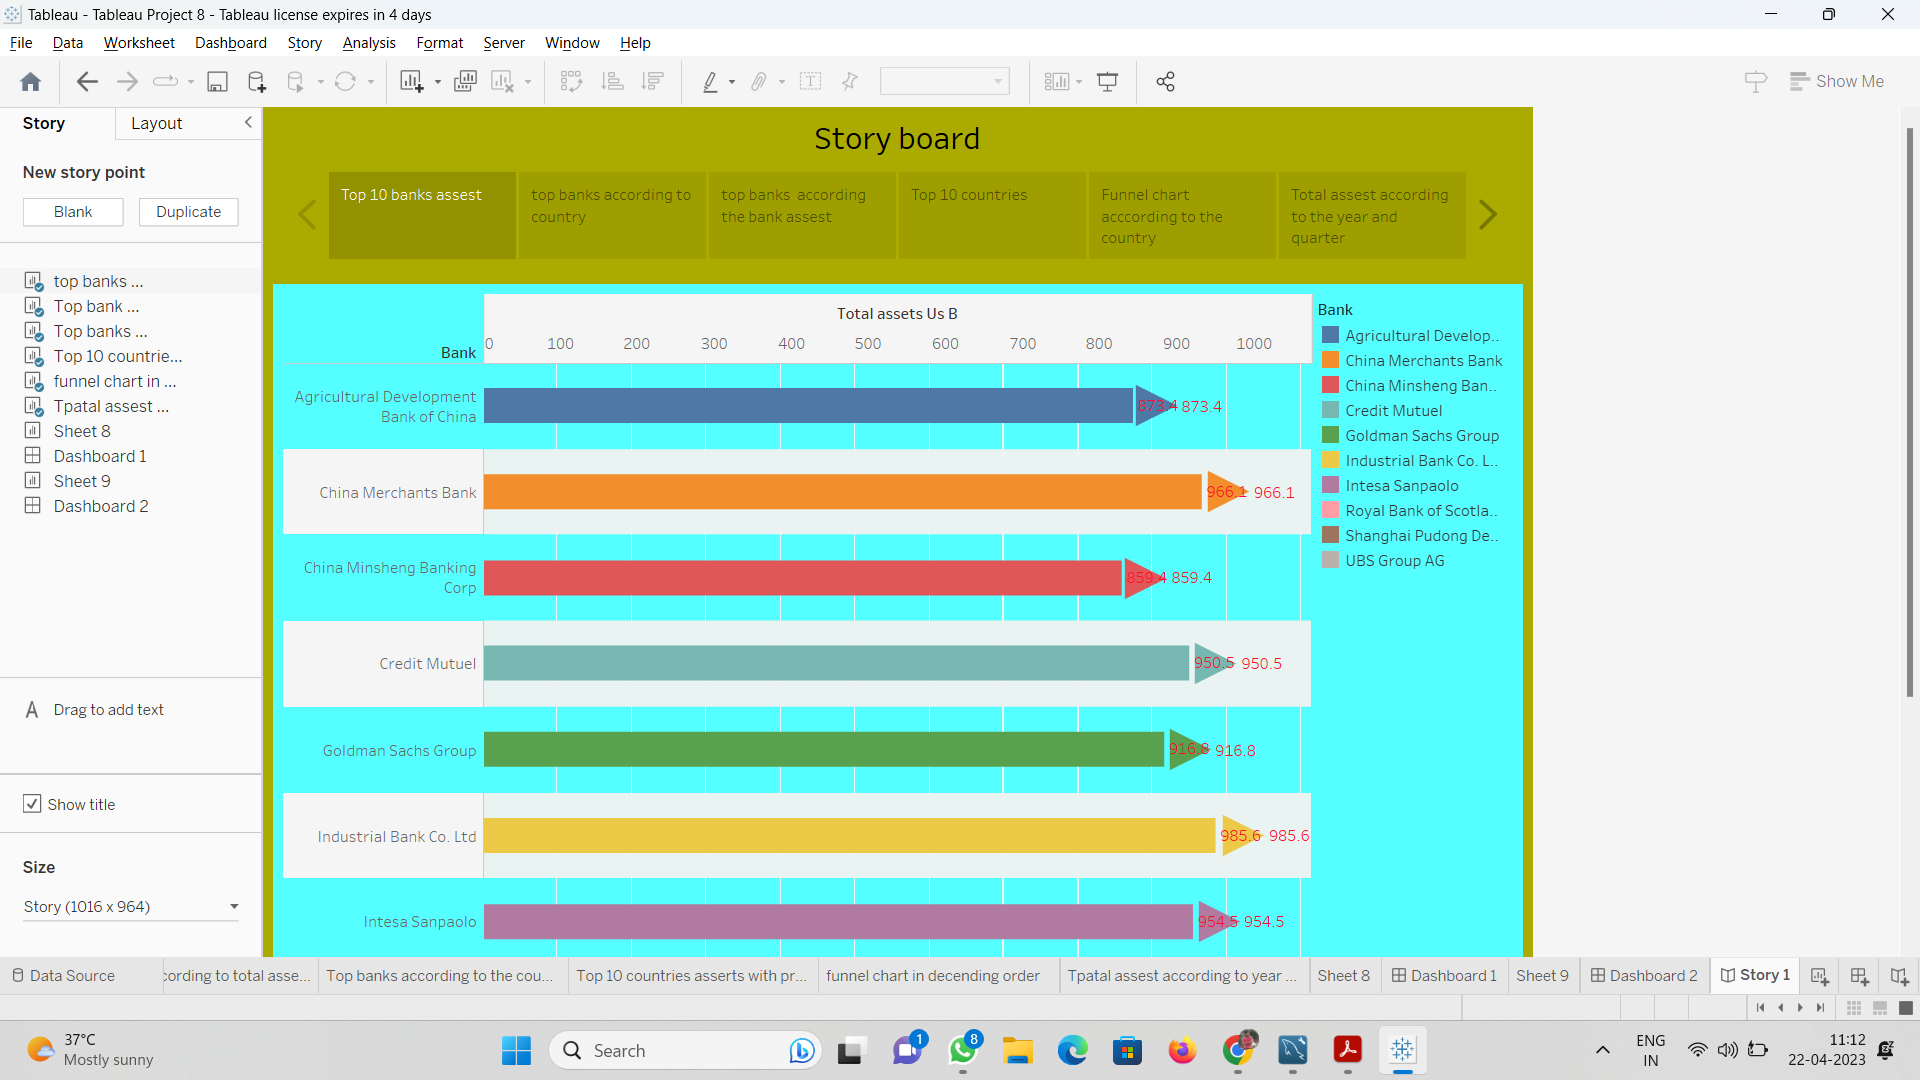 Tableau - Tableau Project 8 - Tableau license expires in 4 days
File Data Worksheet Dashboard Story Analysis Format Server Window Help
Show Me
Story Layout
New story point
Blank Duplicate
top banks ...
Top bank ...
Top banks ...
Top 10 countrie...
funnel chart in ...
Tpatal assest ...
Sheet 8
Dashboard 1
Sheet 9
Dashboard 2
A Drag to add text
Show title
Size
Story (1016 x 964)
Story board
Top 10 banks assest
top banks according to
country
top banks according
the bank assest
Top 10 countries
Funnel chart
acccording to the
country
Total assest according
to the year and
quarter
Total assets Us B
Bank 0 100 200 300 400 500 600 700 800 900 1000
Agricultural Development
Bank of China
873.4 873.4
China Merchants Bank 966.1 966.1
China Minsheng Banking
Corp
859.4 859.4
Credit Mutuel 950.5 950.5
Goldman Sachs Group 916.8 916.8
Industrial Bank Co. Ltd 985.6 985.6
Intesa Sanpaolo 954.5 954.5
Bank
Agricultural Develop..
China Merchants Bank
China Minsheng Ban..
Credit Mutuel
Goldman Sachs Group
Industrial Bank Co. L..
Intesa Sanpaolo
Royal Bank of Scotla..
Shanghai Pudong De..
UBS Group AG
Data Source cording to total asse... Top banks according to the cou... Top 10 countries asserts with pr... funnel chart in decending order Tpatal assest according to year ... Sheet 8 Dashboard 1 Sheet 9 Dashboard 2 Story 1
37°C
Mostly sunny
Search
1
8
ENG
IN
11:12
22-04-2023